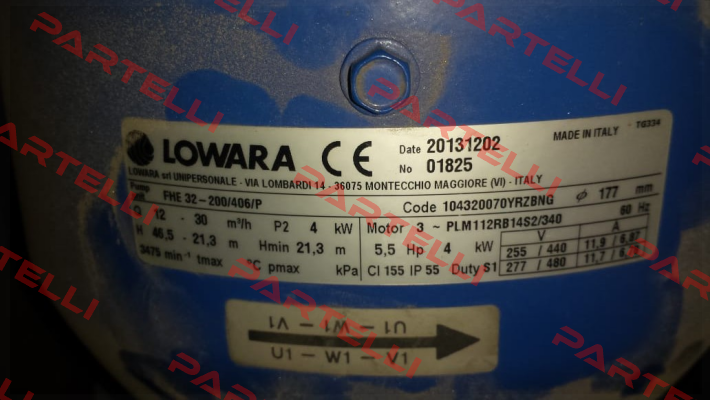 LOWARA CE
Date 20131202
No 01825
MADE IN ITALY
TG334
LOWARA srl UNIPERSONALE - VIA LOMBARDI 14 - 36075 MONTECCHIO MAGGIORE (VI) - ITALY
Pump
FHE 32-200/406/P
Code 104320070YRZBNG
ϕ 177 mm
Q 12 - 30 m³/h P2 4 kW
Motor 3 ~ PLM112RB14S2/340
60 Hz
H 46,5 - 21,3 m Hmin 21,3 m
5,5 Hp 4 kW
V A
255 / 440 11,9 / 6,87
3475 min⁻¹ tmax °C pmax kPa
Cl 155 IP 55 Duty S1
277 / 480 11,7 /
U1 - W1 - V1
U1 - W1 - V1
PARTELLI
PARTELLI
PARTELLI
PARTELLI
PARTELLI
PARTELLI
PARTELLI
PARTELLI